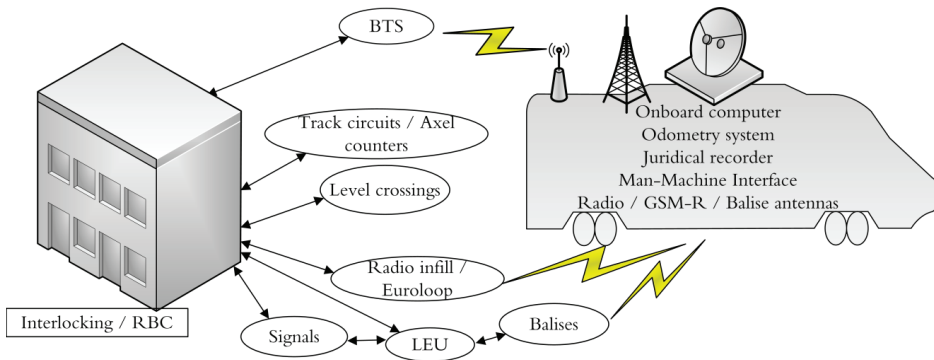 BTS
Track circuits / Axel
counters
Level crossings
Radio infill /
Euroloop
Interlocking / RBC
Signals
LEU
Balises
Onboard computer
Odometry system
Juridical recorder
Man-Machine Interface
Radio / GSM-R / Balise antennas